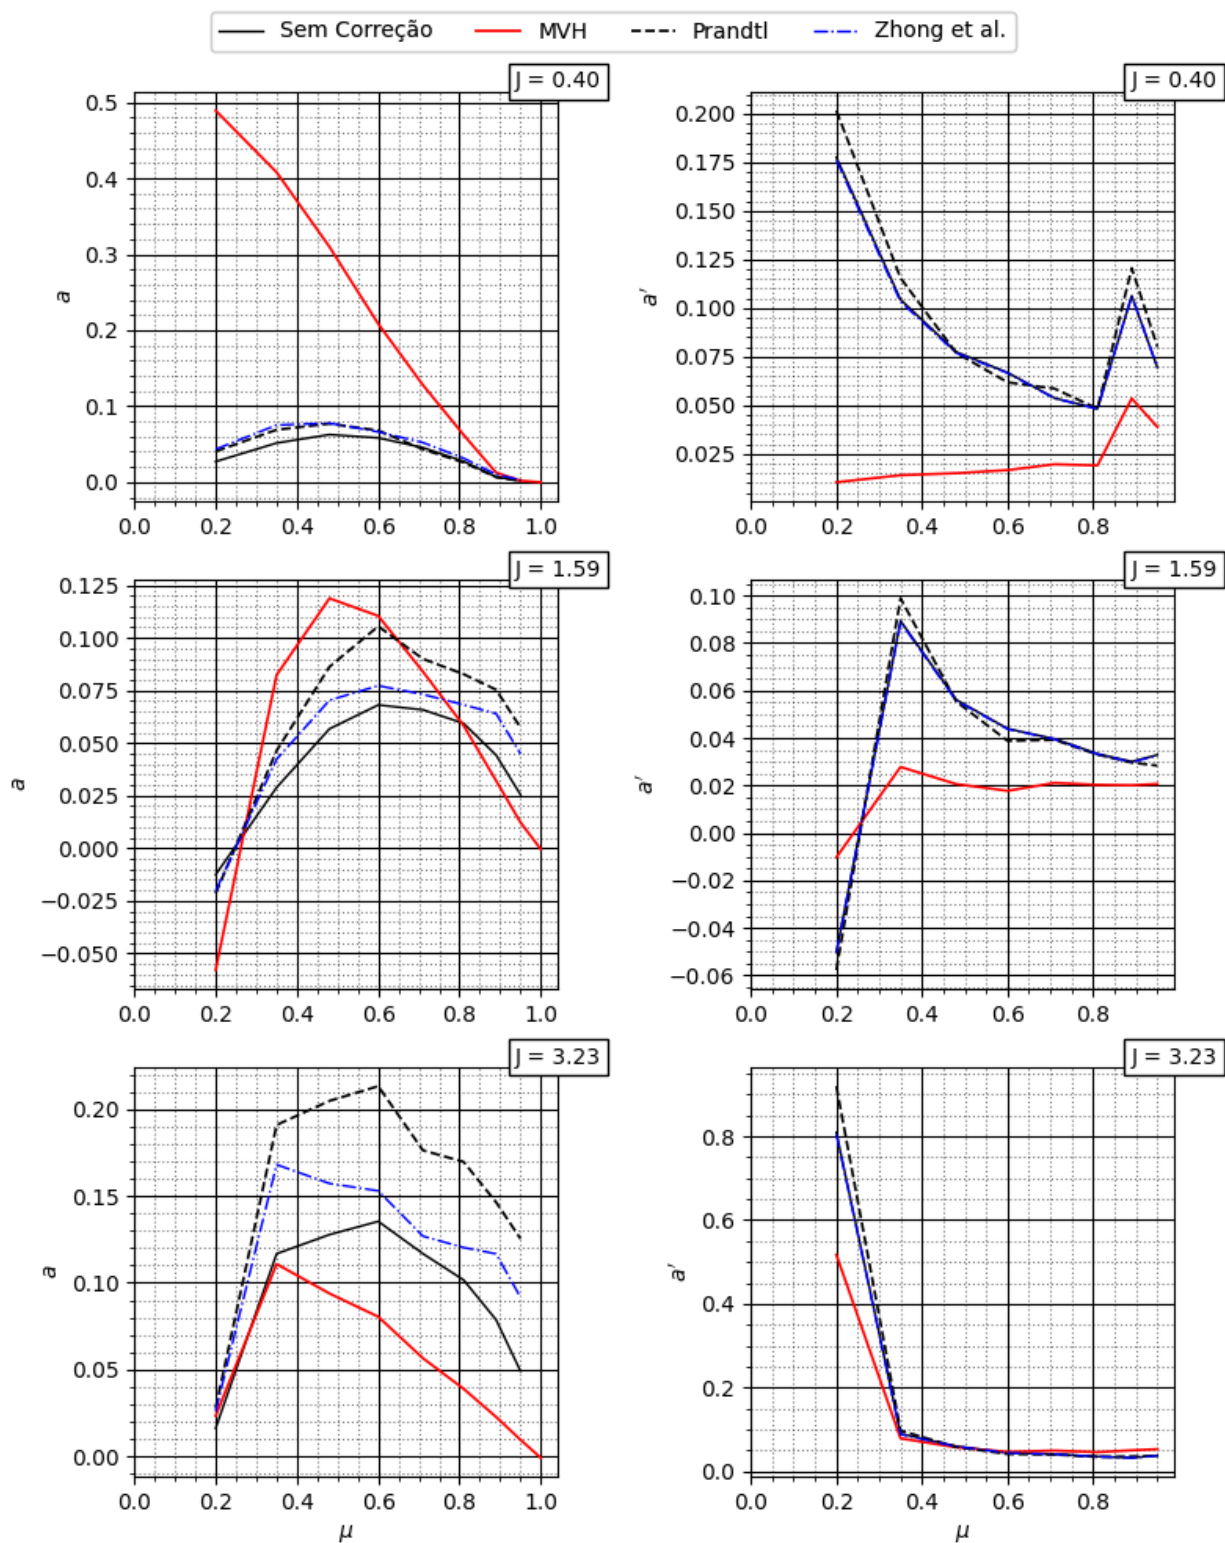 Sem Correção MVH Prandtl Zhong et al.
J = 0.40
J = 0.40
0.5
0.4
0.3
0.2
0.1
0.0
a
0.0 0.2 0.4 0.6 0.8 1.0
0.200
0.175
0.150
0.125
0.100
0.075
0.050
0.025
a′
0.0 0.2 0.4 0.6 0.8
J = 1.59
J = 1.59
0.125
0.100
0.075
0.050
0.025
0.000
−0.025
−0.050
a
0.0 0.2 0.4 0.6 0.8 1.0
0.10
0.08
0.06
0.04
0.02
0.00
−0.02
−0.04
−0.06
a′
0.0 0.2 0.4 0.6 0.8
J = 3.23
J = 3.23
0.20
0.15
0.10
0.05
0.00
a
0.0 0.2 0.4 0.6 0.8 1.0
μ
0.8
0.6
0.4
0.2
0.0
a′
0.0 0.2 0.4 0.6 0.8
μ